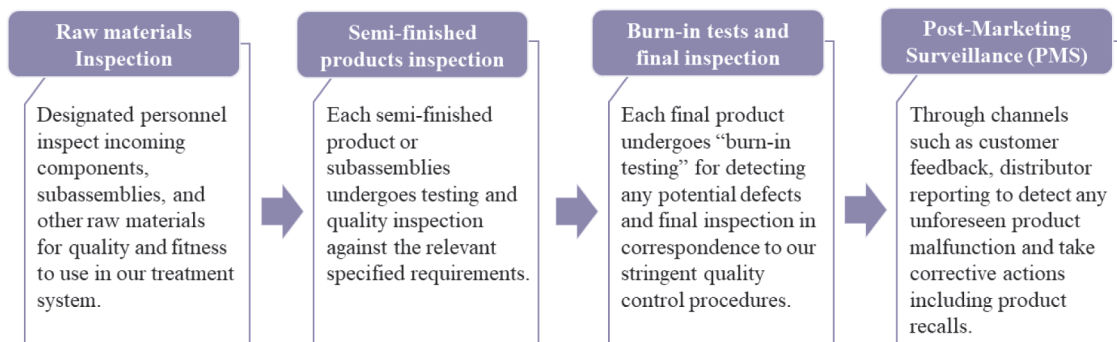 Raw materials
Inspection
Designated personnel
inspect incoming
components,
subassemblies, and
other raw materials
for quality and fitness
to use in our treatment
system.
Semi-finished
products inspection
Each semi-finished
product or
subassemblies
undergoes testing and
quality inspection
against the relevant
specified requirements.
Burn-in tests and
final inspection
Each final product
undergoes “burn-in
testing” for detecting
any potential defects
and final inspection in
correspondence to our
stringent quality
control procedures.
Post-Marketing
Surveillance (PMS)
Through channels
such as customer
feedback, distributor
reporting to detect any
unforeseen product
malfunction and take
corrective actions
including product
recalls.